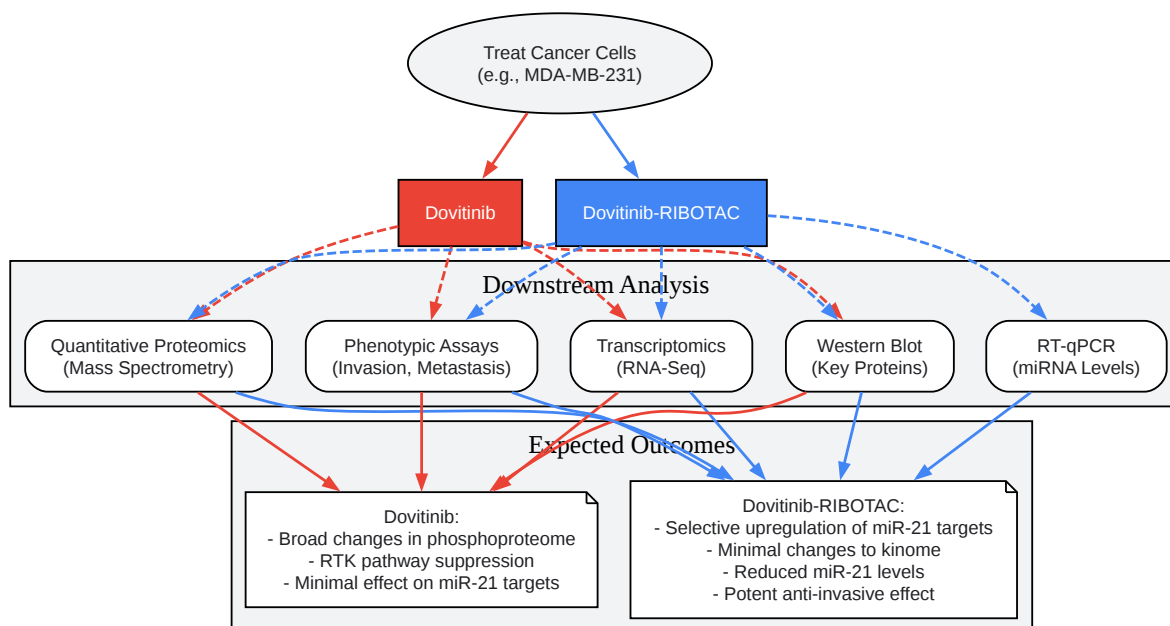 Treat Cancer Cells
(e.g., MDA-MB-231)
Dovitinib
Dovitinib-RIBOTAC
Downstream Analysis
Quantitative Proteomics
(Mass Spectrometry)
Phenotypic Assays
(Invasion, Metastasis)
Transcriptomics
(RNA-Seq)
Western Blot
(Key Proteins)
RT-qPCR
(miRNA Levels)
Expected Outcomes
Dovitinib:
- Broad changes in phosphoproteome
- RTK pathway suppression
- Minimal effect on miR-21 targets
Dovitinib-RIBOTAC:
- Selective upregulation of miR-21 targets
- Minimal changes to kinome
- Reduced miR-21 levels
- Potent anti-invasive effect